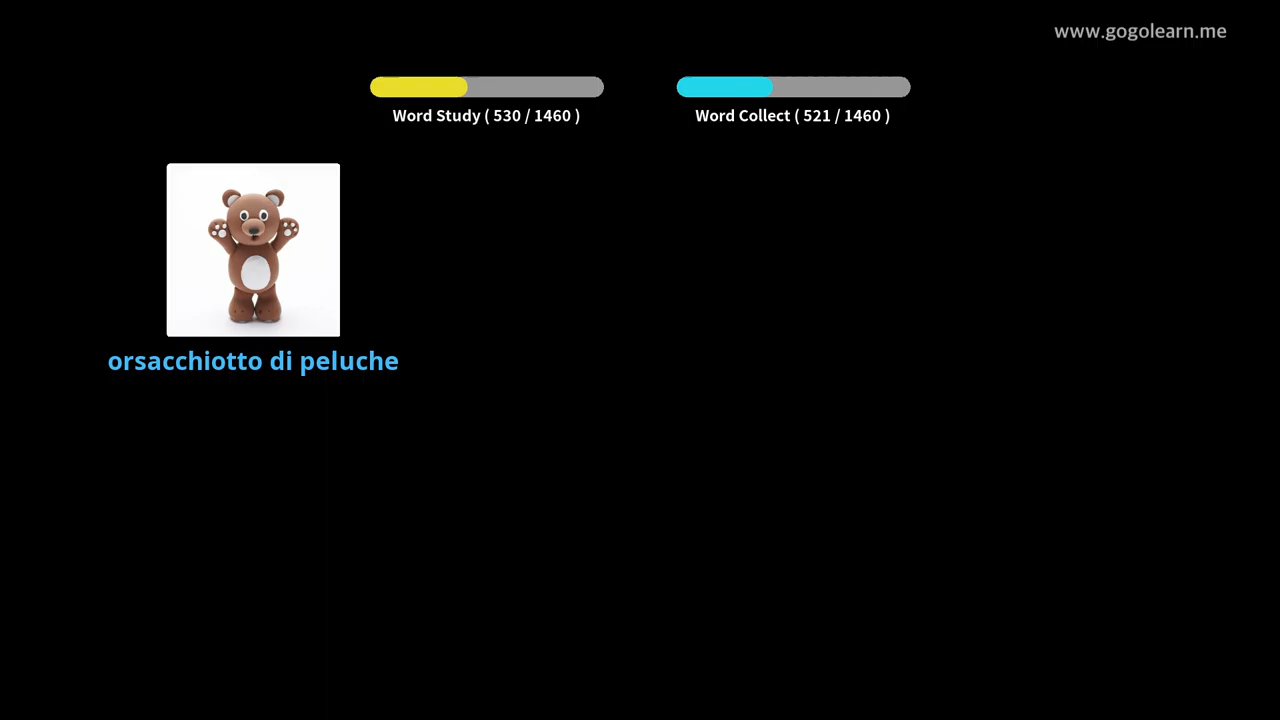 www.gogolearn.me
Word Study ( 530 / 1460 )
Word Collect ( 521 / 1460 )
orsacchiotto di peluche